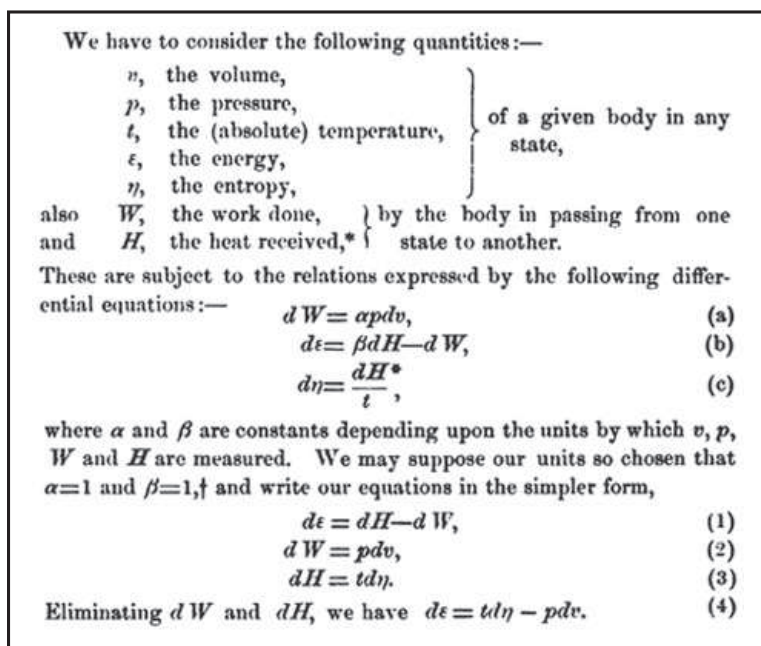 We have to consider the following quantities:—
v, the volume,
p, the pressure,
t, the (absolute) temperature,
ε, the energy,
η, the entropy,
of a given body in any
state,
also W, the work done,
and H, the heat received,*
by the body in passing from one
state to another.
These are subject to the relations expressed by the following differ-
ential equations:—
dW = αpdv, (a)
dε = βdH—dW, (b)
dη = dH*/t, (c)
where α and β are constants depending upon the units by which v, p,
W and H are measured. We may suppose our units so chosen that
α=1 and β=1,† and write our equations in the simpler form,
dε = dH—dW, (1)
dW = pdv, (2)
dH = tdη. (3)
Eliminating dW and dH, we have dε = tdη – pdv. (4)